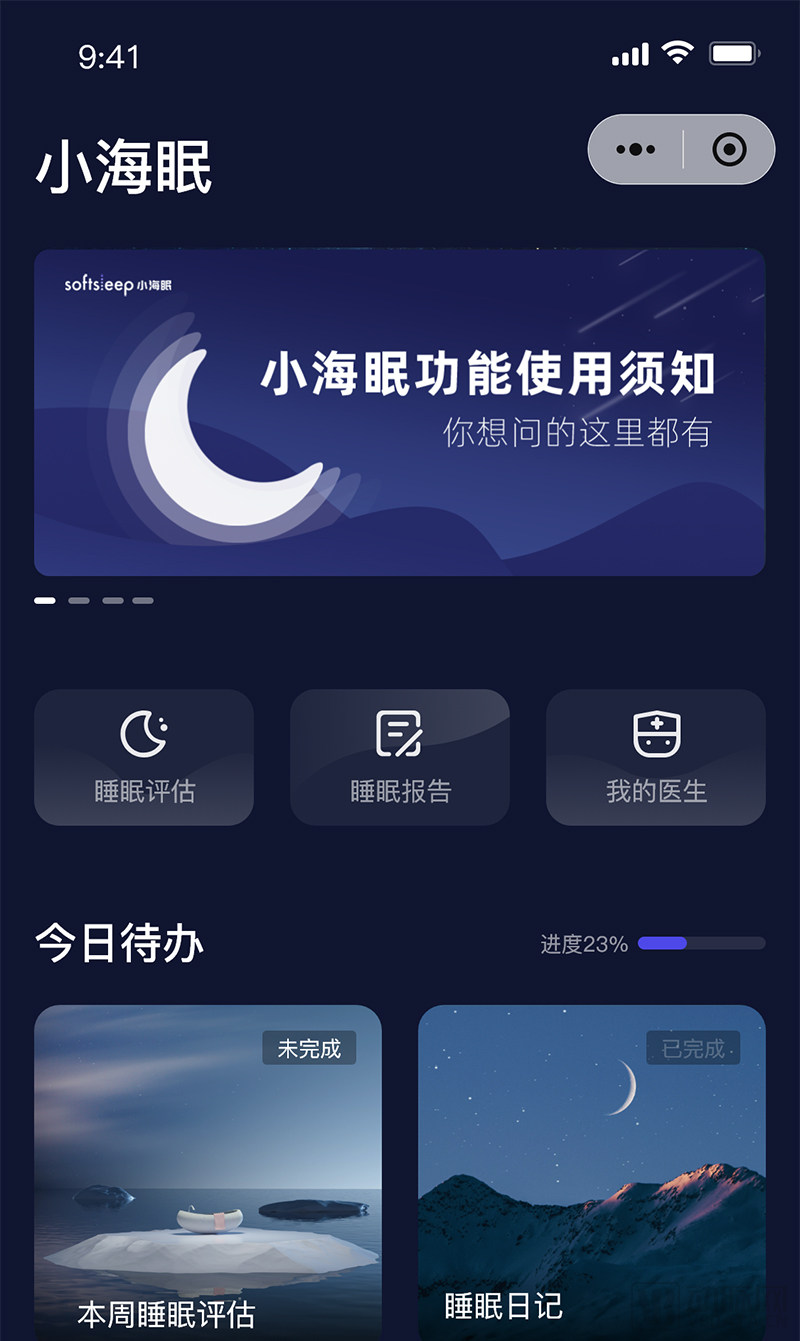 9:41
小海眠
softsleep 小海眠
小海眠功能使用须知
你想问的这里都有
睡眠评估
睡眠报告
我的医生
今日待办
进度23%
未完成
已完成
本周睡眠评估
睡眠日记